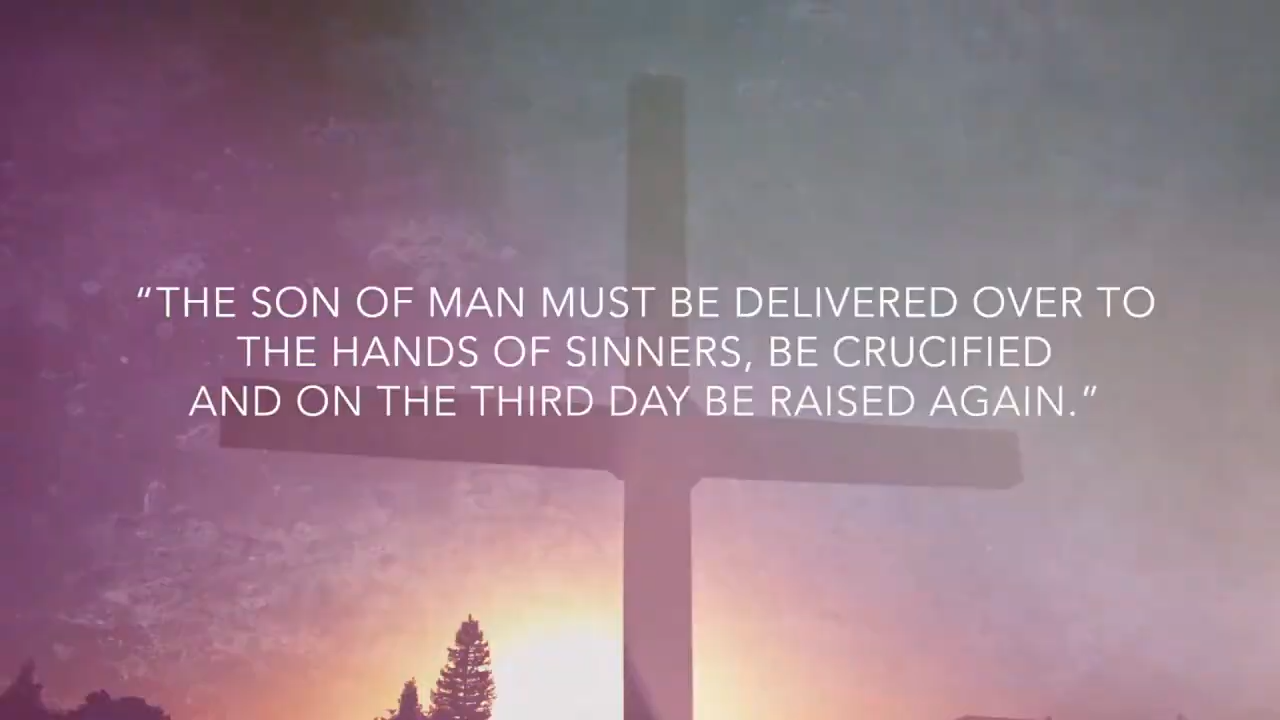 “THE SON OF MAN MUST BE DELIVERED OVER TO
THE HANDS OF SINNERS, BE CRUCIFIED
AND ON THE THIRD DAY BE RAISED AGAIN.”